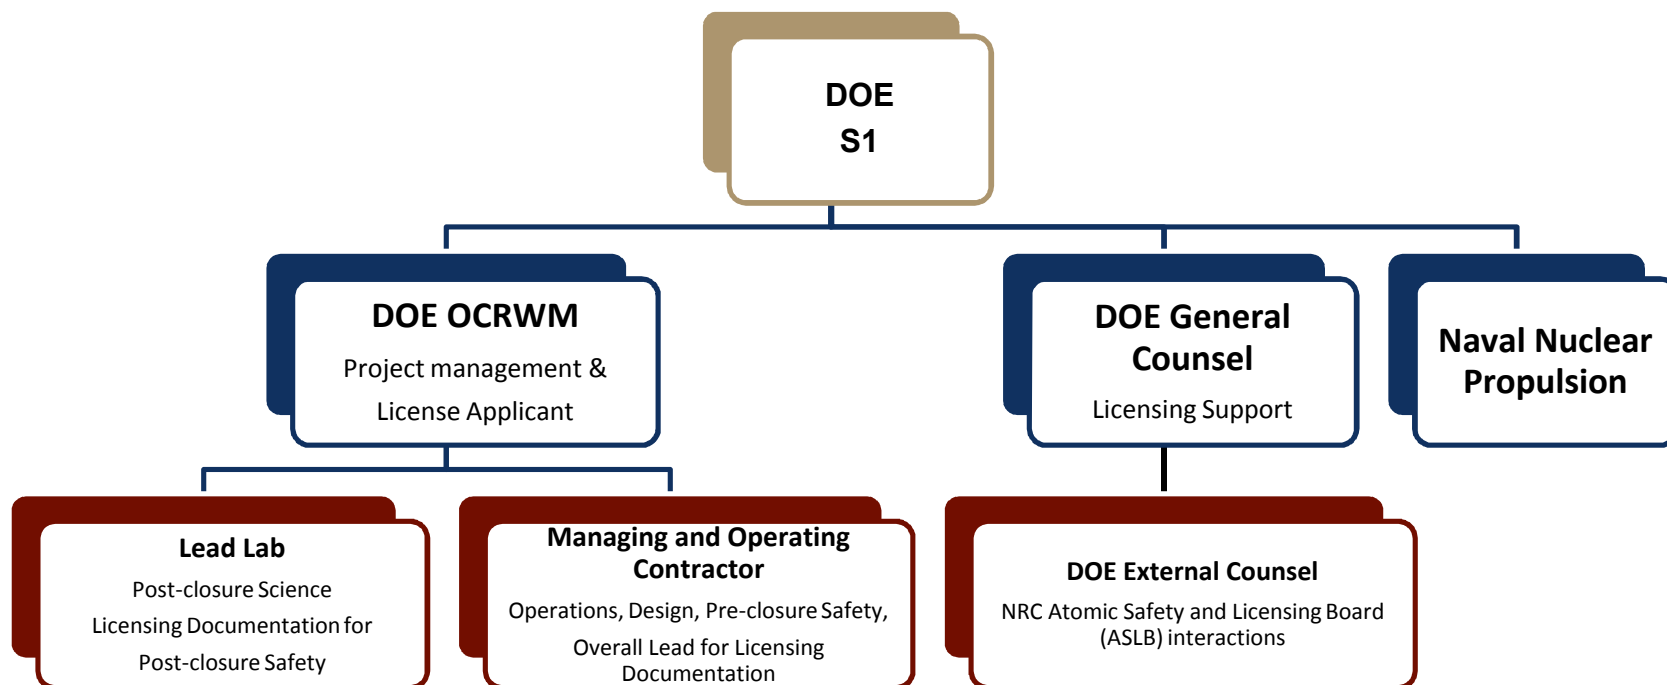 DOE
S1
DOE OCRWM
Project management &
License Applicant
DOE General
Counsel
Licensing Support
Naval Nuclear
Propulsion
Lead Lab
Post-closure Science
Licensing Documentation for
Post-closure Safety
Managing and Operating
Contractor
Operations, Design, Pre-closure Safety,
Overall Lead for Licensing
Documentation
DOE External Counsel
NRC Atomic Safety and Licensing Board
(ASLB) interactions